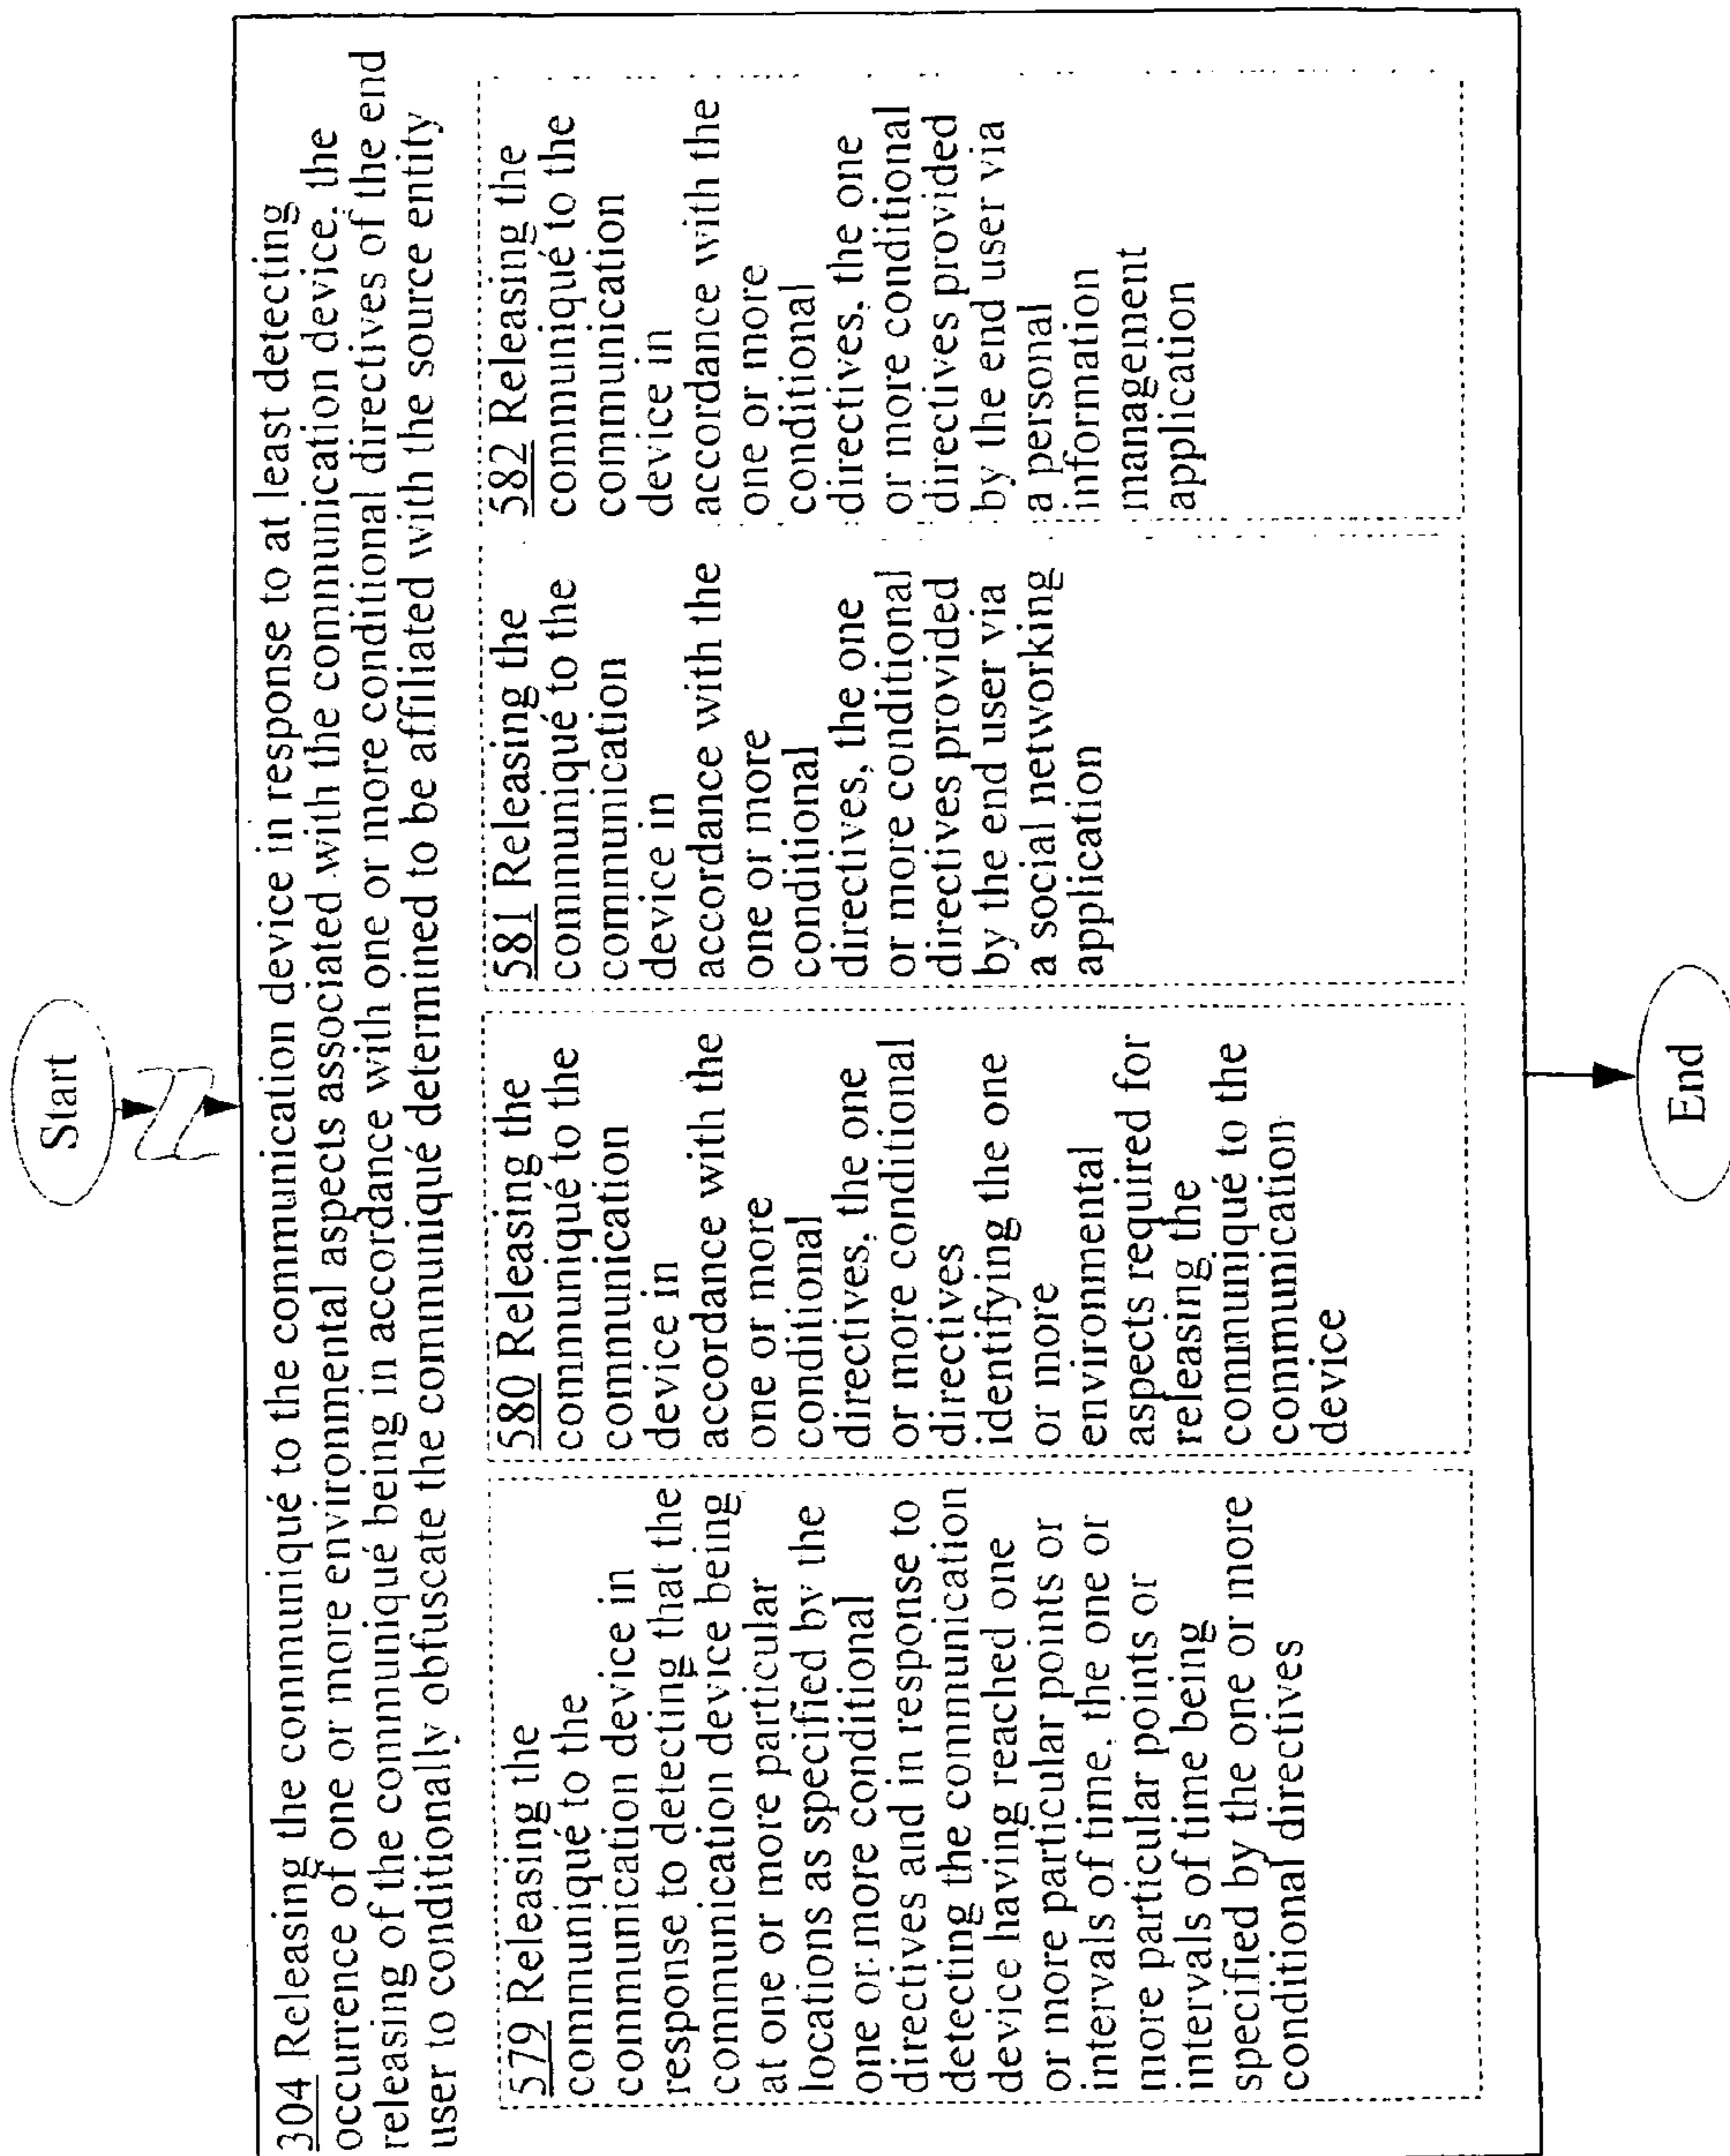 Start
304 Releasing the communiqué to the communication device in response to at least detecting
occurrence of one or more environmental aspects associated with the communication device, the
releasing of the communiqué being in accordance with one or more conditional directives of the end
user to conditionally obfuscate the communiqué determined to be affiliated with the source entity
579 Releasing the
communiqué to the
communication device in
response to detecting that the
communication device being
at one or more particular
locations as specified by the
one or more conditional
directives and in response to
detecting the communication
device having reached one
or more particular points or
intervals of time, the one or
more particular points or
intervals of time being
specified by the one or more
conditional directives
580 Releasing the
communiqué to the
communication
device in
accordance with the
one or more
conditional
directives, the one
or more conditional
directives
identifying the one
or more
environmental
aspects required for
releasing the
communiqué to the
communication
device
581 Releasing the
communiqué to the
communication
device in
accordance with the
one or more
conditional
directives, the one
or more conditional
directives provided
by the end user via
a social networking
application
582 Releasing the
communiqué to the
communication
device in
accordance with the
one or more
conditional
directives, the one
or more conditional
directives provided
by the end user via
a personal
information
management
application
End